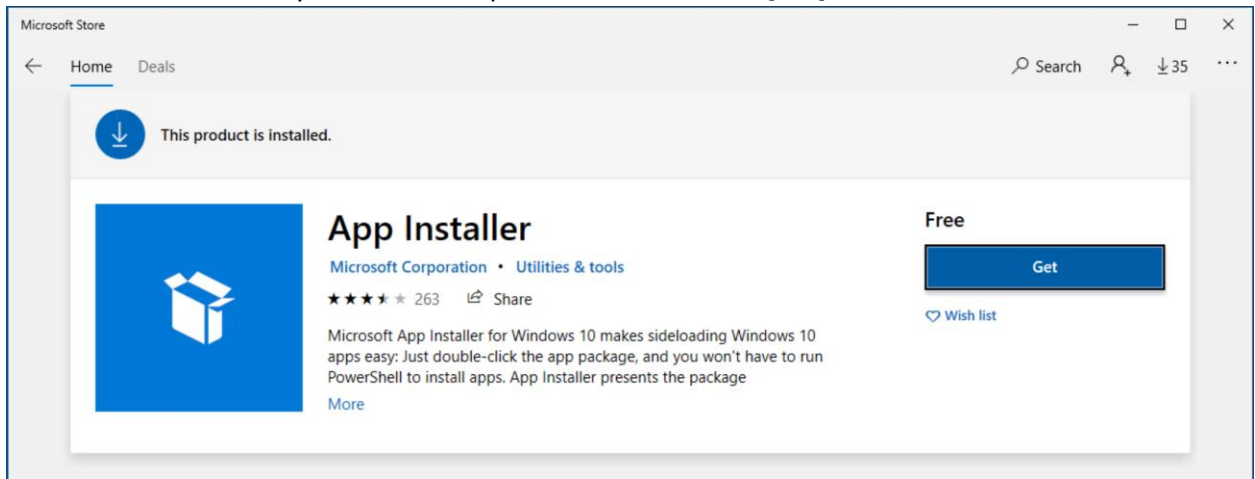 Microsoft Store
Home Deals Search 35 ...
This product is installed.
App Installer
Microsoft Corporation • Utilities & tools
263 Share
Microsoft App Installer for Windows 10 makes sideloading Windows 10
apps easy: Just double-click the app package, and you won't have to run
PowerShell to install apps. App Installer presents the package
More
Free
Get
Wish list